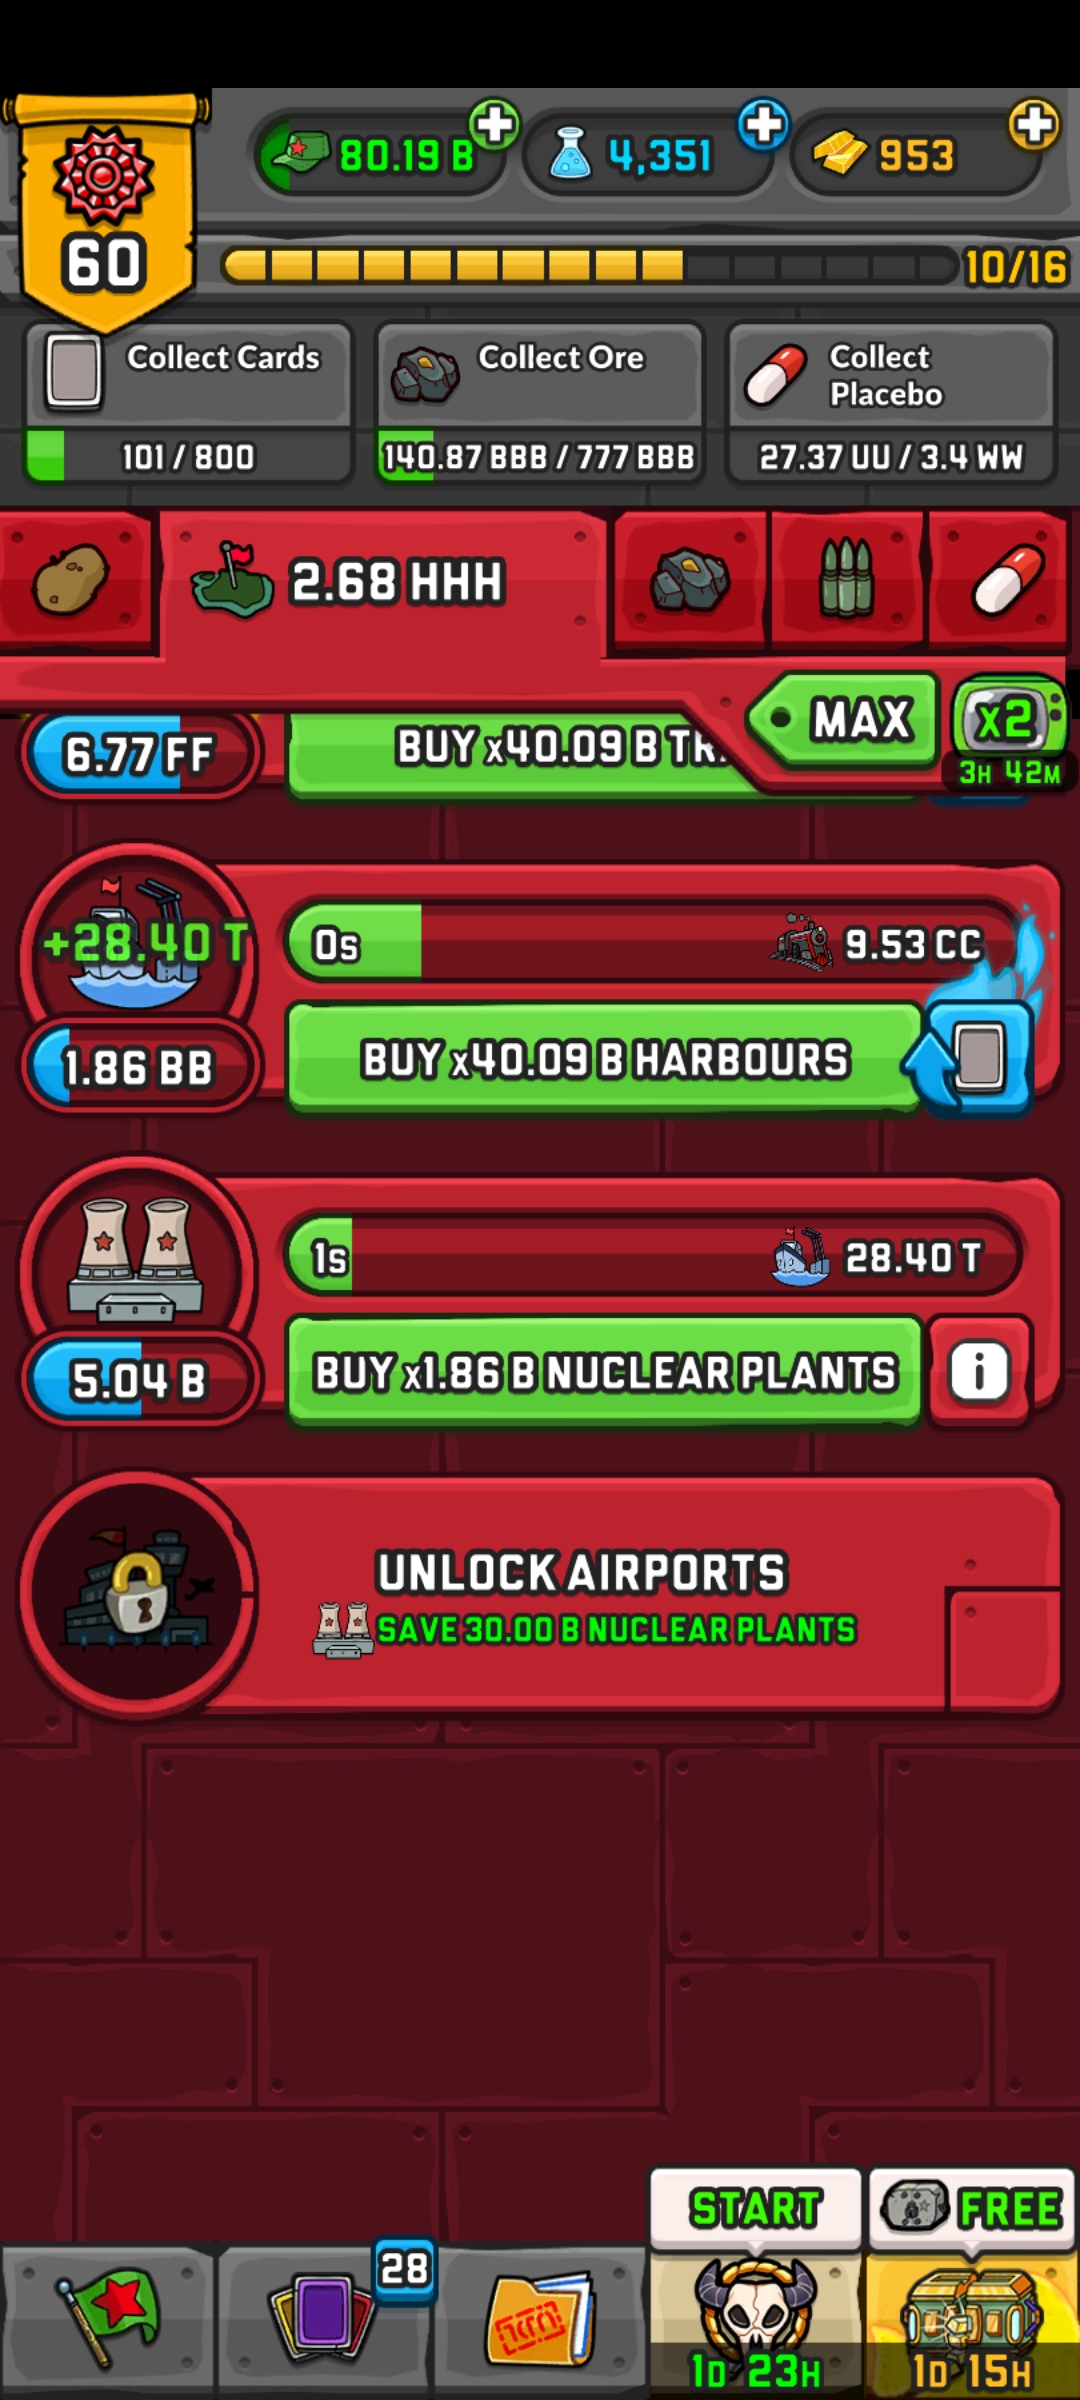 60
80.19 B
4,351
953
10/16
Collect Cards
101 / 800
Collect Ore
140.87 BBB / 777 BBB
Collect
Placebo
27.37 UU / 3.4 WW
2.68 HHH
MAX
x2
3H 42M
6.77 FF
BUY x40.09 B
+28.40 T
0s
9.53 CC
1.86 BB
BUY x40.09 B HARBOURS
1s
28.40 T
5.04 B
BUY x1.86 B NUCLEAR PLANTS
i
UNLOCK AIRPORTS
SAVE 30.00 B NUCLEAR PLANTS
START
FREE
28
1D 23H
1D 15H